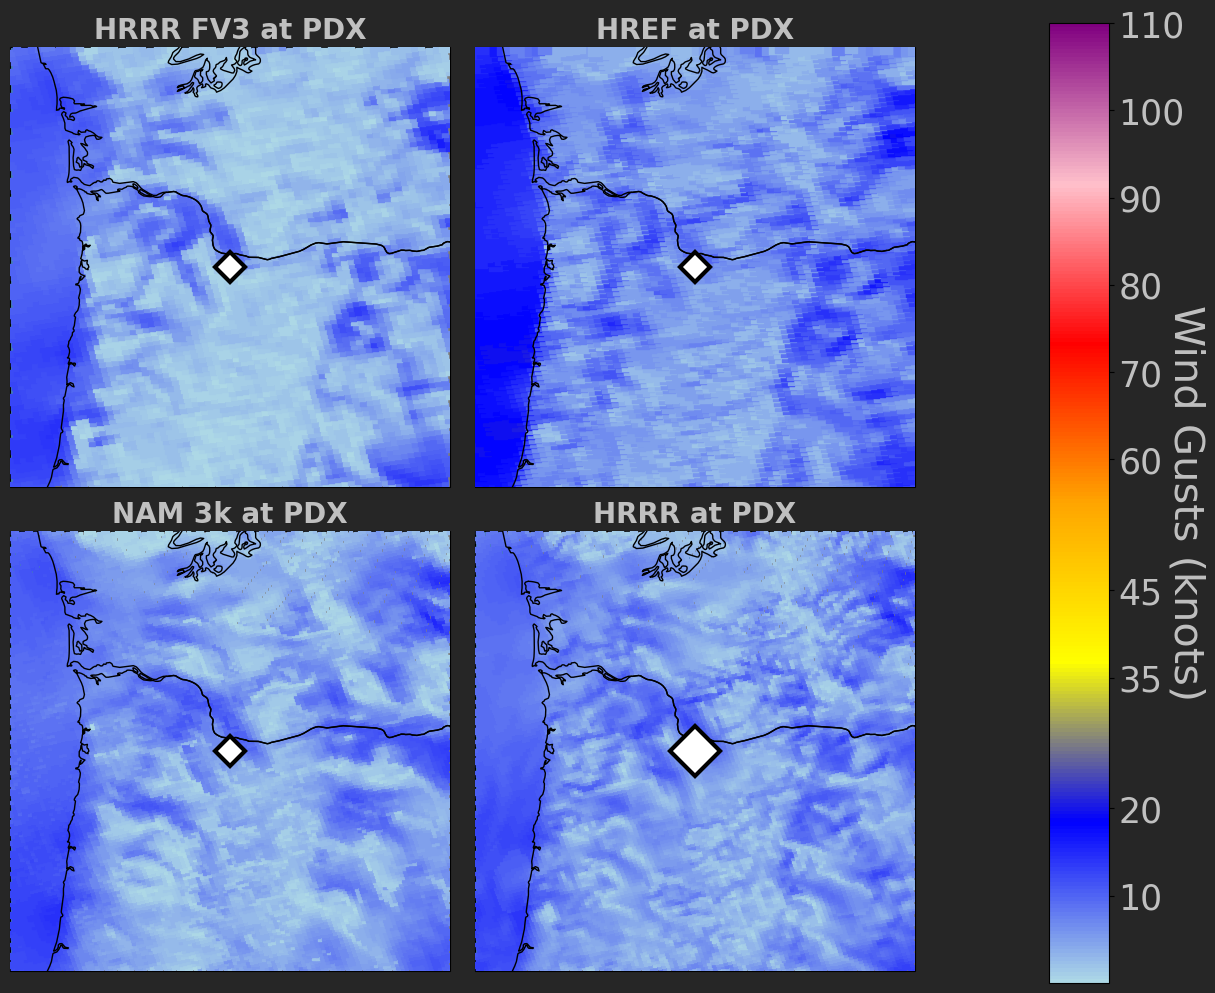 HRRR FV3 at PDX
HREF at PDX
NAM 3k at PDX
HRRR at PDX
110
100
90
80
70
60
45
35
20
10
Wind Gusts (knots)